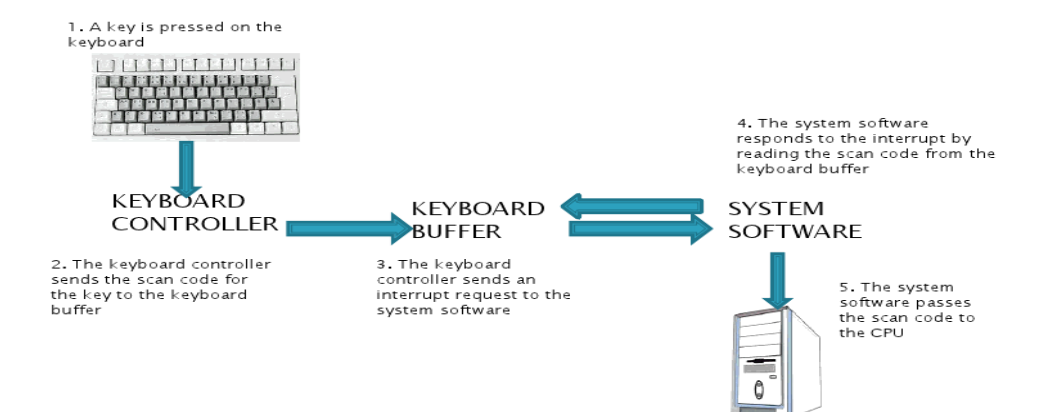 1. A key is pressed on the
keyboard
KEYBOARD
CONTROLLER
2. The keyboard controller
sends the scan code for
the key to the keyboard
buffer
KEYBOARD
BUFFER
3. The keyboard
controller sends an
interrupt request to the
system software
4. The system software
responds to the interrupt by
reading the scan code from the
keyboard buffer
SYSTEM
SOFTWARE
5. The system
software passes
the scan code to
the CPU